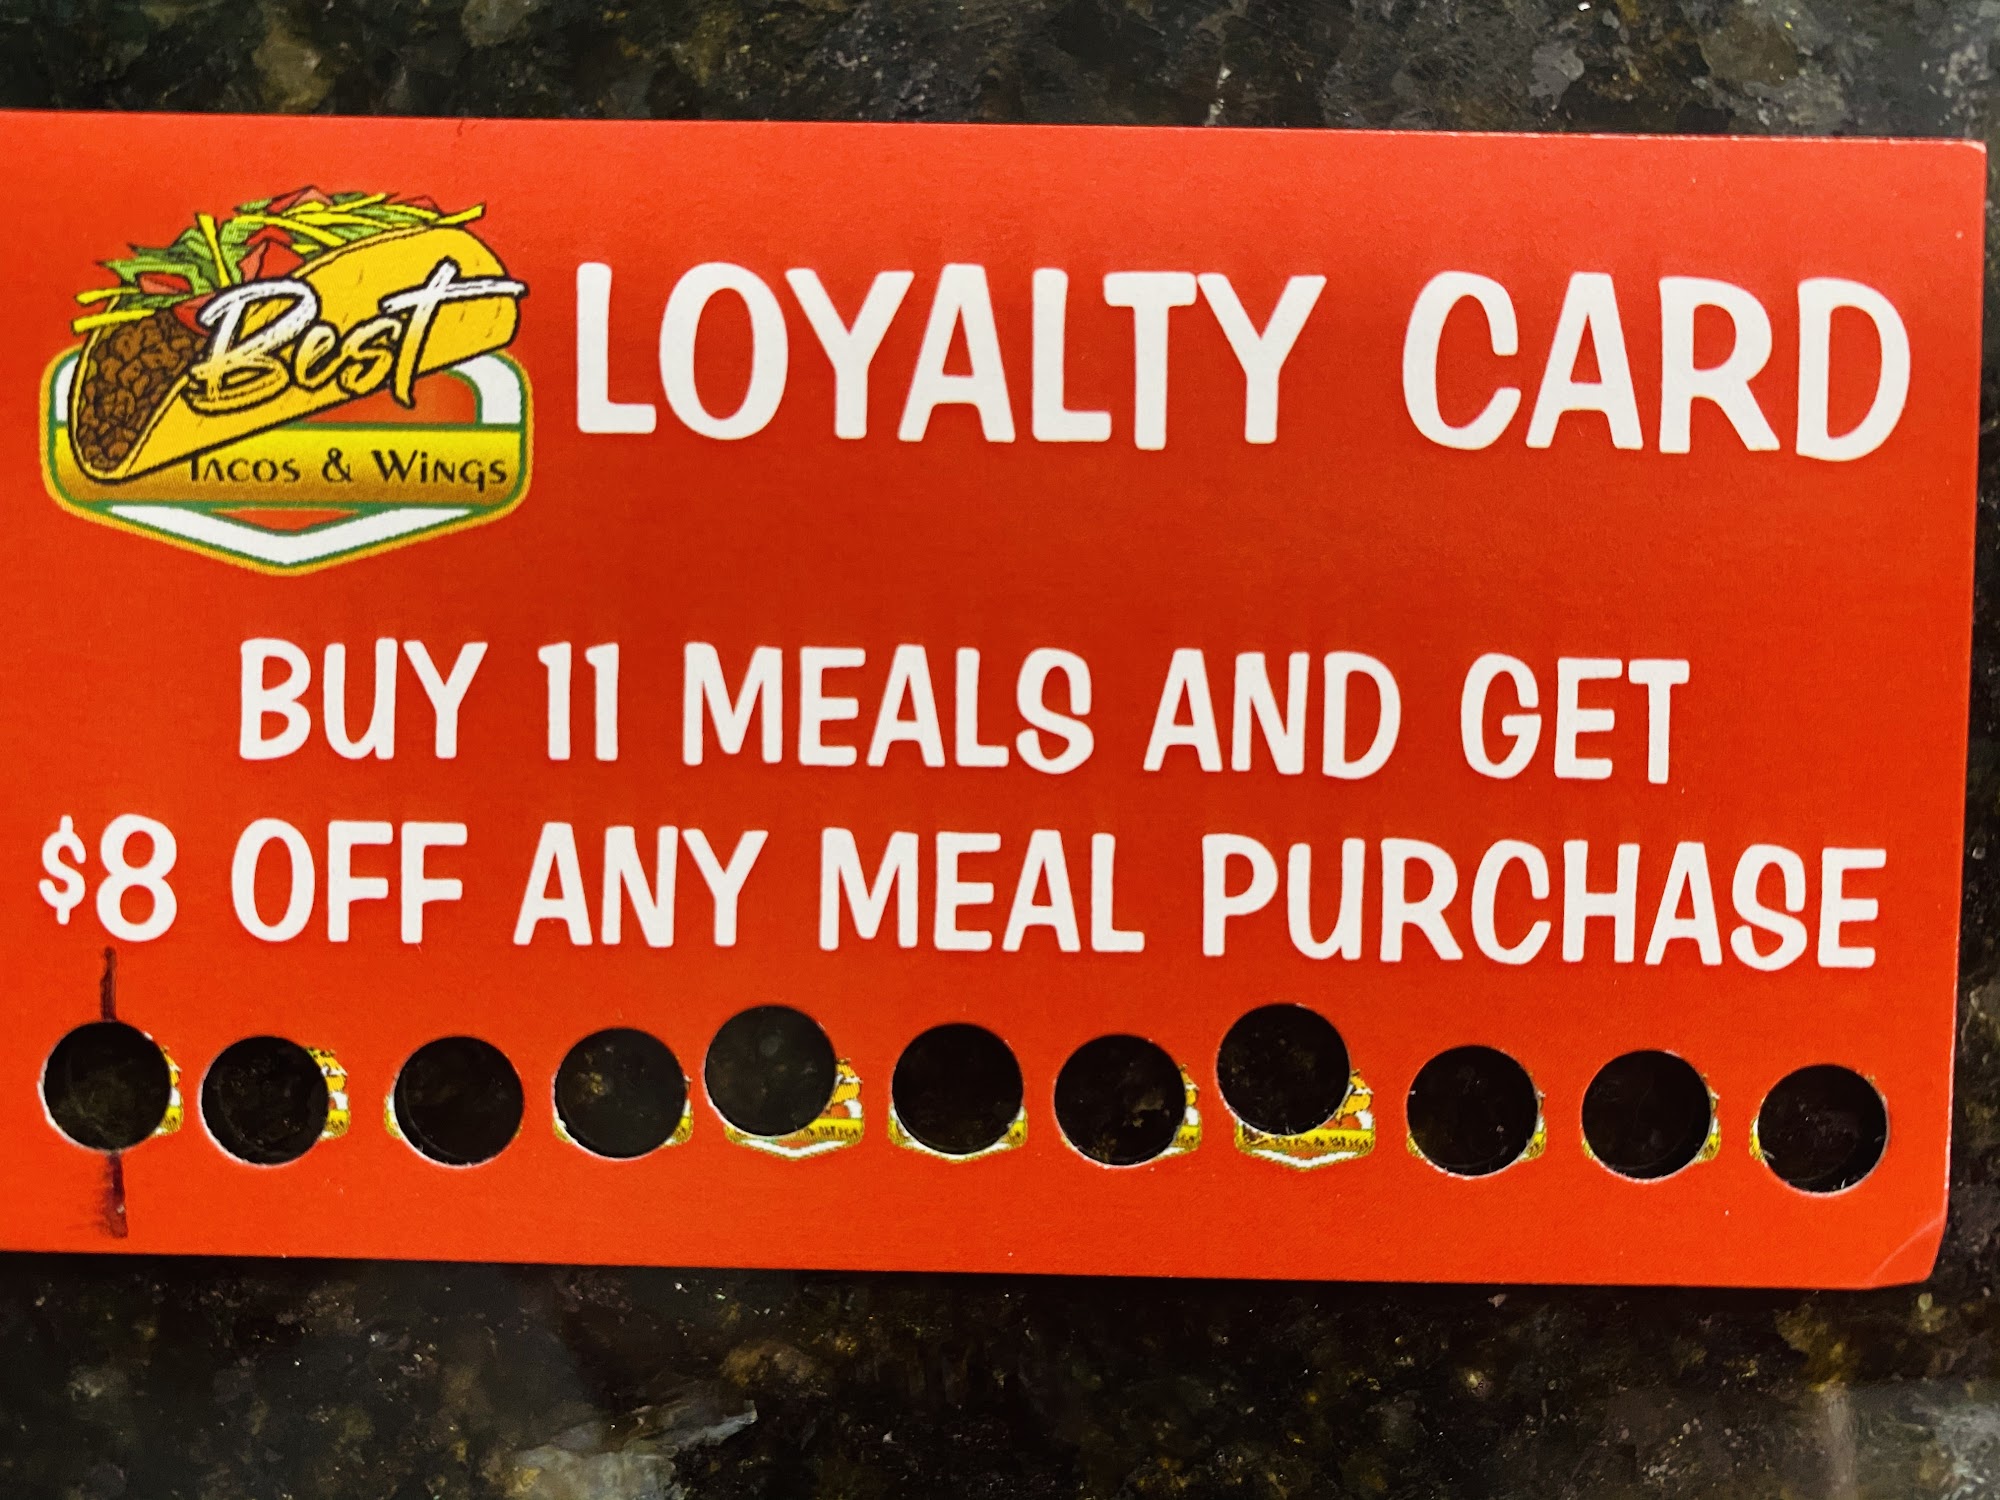 Best
TACOS & WINGS
LOYALTY CARD
BUY 11 MEALS AND GET
$8 OFF ANY MEAL PURCHASE